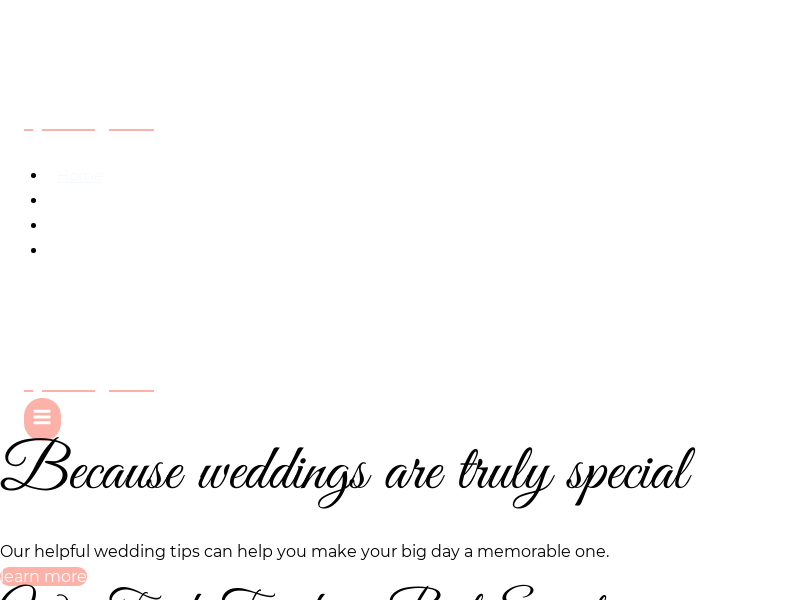 Home
Because weddings are truly special
Our helpful wedding tips can help you make your big day a memorable one.
learn more